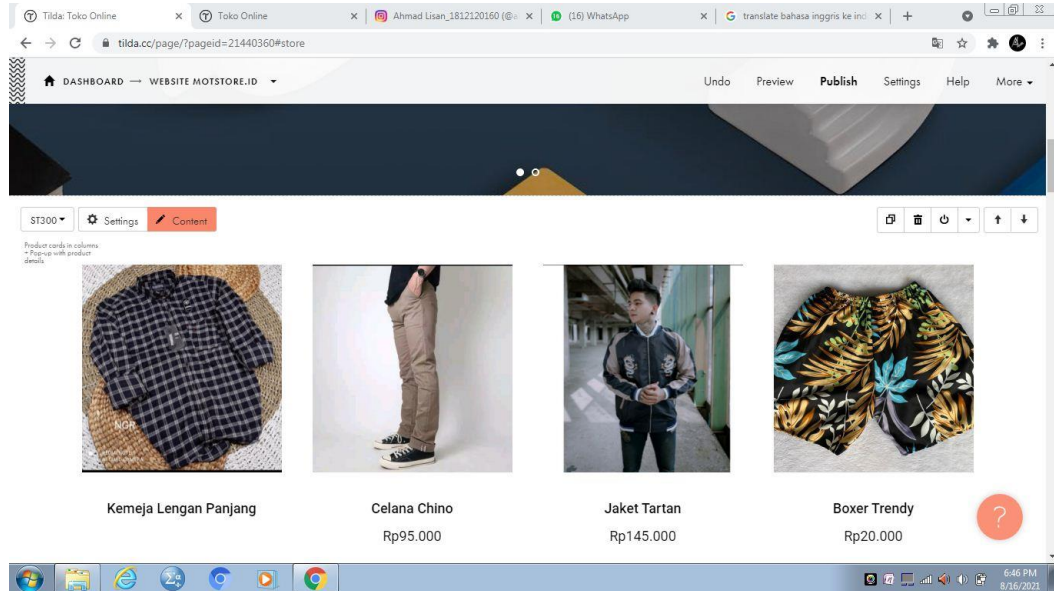 Tilda: Toko Online
Toko Online
Ahmad Lisan_1812120160 (@a
(16) WhatsApp
translate bahasa inggris ke ind
tilda.cc/page/?pageid=21440360#store
DASHBOARD → WEBSITE MOTSTORE.ID
Undo Preview Publish Settings Help More
ST300 Settings Content
Product cards in columns
+ Pop-up with product
details
NGR
Kemeja Lengan Panjang
Celana Chino
Rp95.000
Jaket Tartan
Rp145.000
Boxer Trendy
Rp20.000
?
6:46 PM
8/16/2021